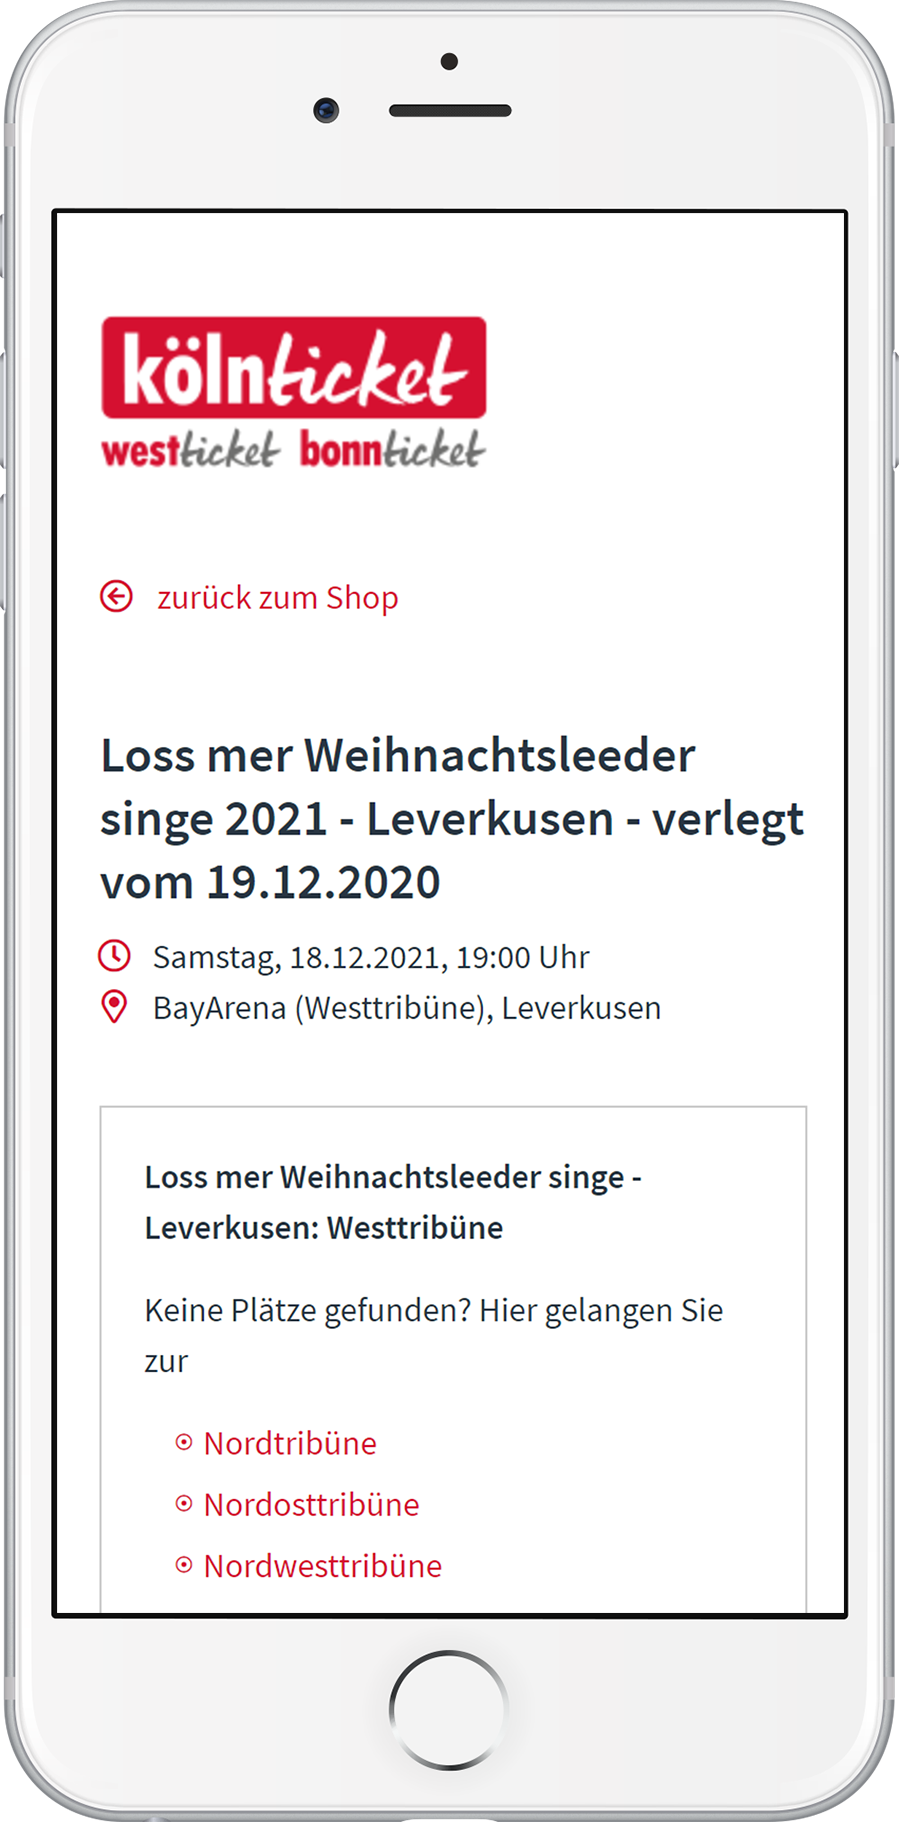 kölnticket
westticket bonnticket
zurück zum Shop
Loss mer Weihnachtsleeder
singe 2021 - Leverkusen - verlegt
vom 19.12.2020
Samstag, 18.12.2021, 19:00 Uhr
BayArena (Westtribüne), Leverkusen
Loss mer Weihnachtsleeder singe -
Leverkusen: Westtribüne
Keine Plätze gefunden? Hier gelangen Sie
zur
Nordtribüne
Nordosttribüne
Nordwesttribüne